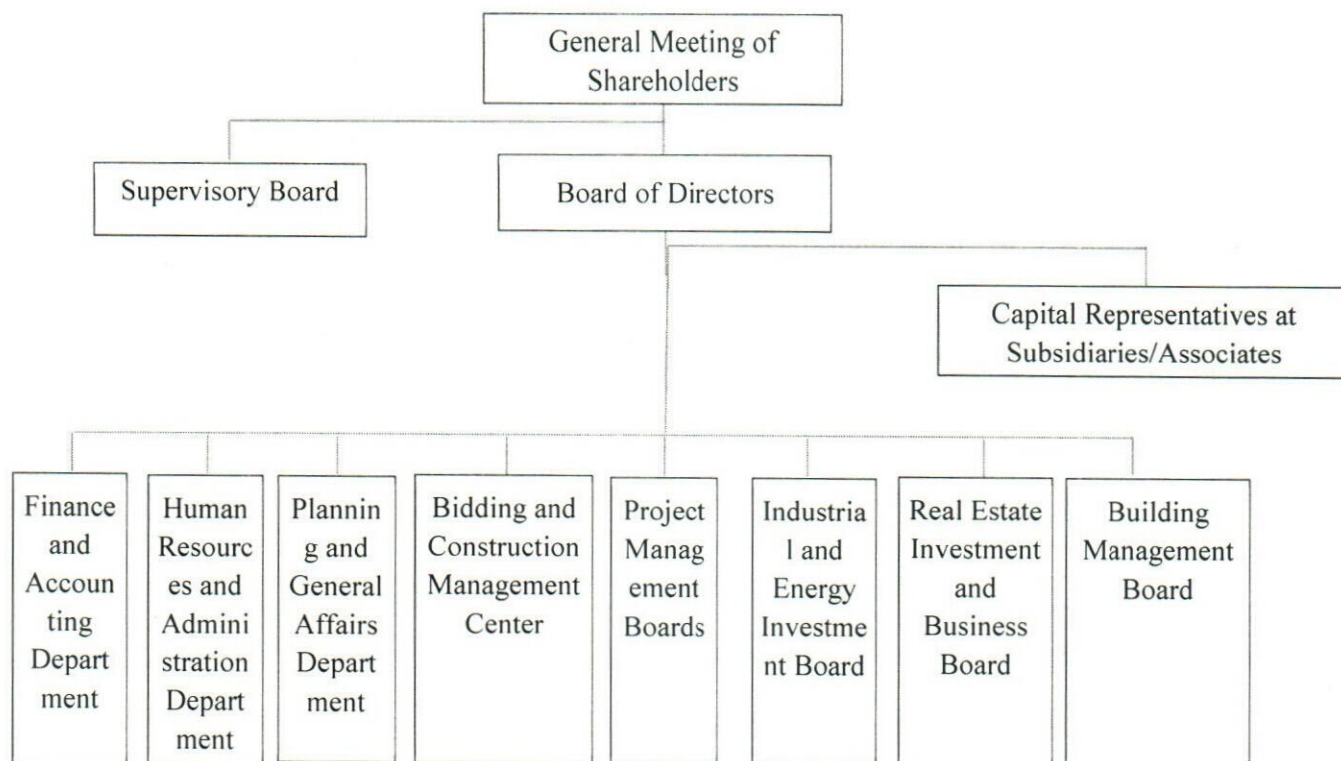 General Meeting of
Shareholders
Supervisory Board
Board of Directors
Capital Representatives at
Subsidiaries/Associates
Finance
and
Accoun
ting
Depart
ment
Human
Resourc
es and
Admini
stration
Depart
ment
Plannin
g and
General
Affairs
Depart
ment
Bidding and
Construction
Management
Center
Project
Manag
ement
Boards
Industria
l and
Energy
Investme
nt Board
Real Estate
Investment
and
Business
Board
Building
Management
Board